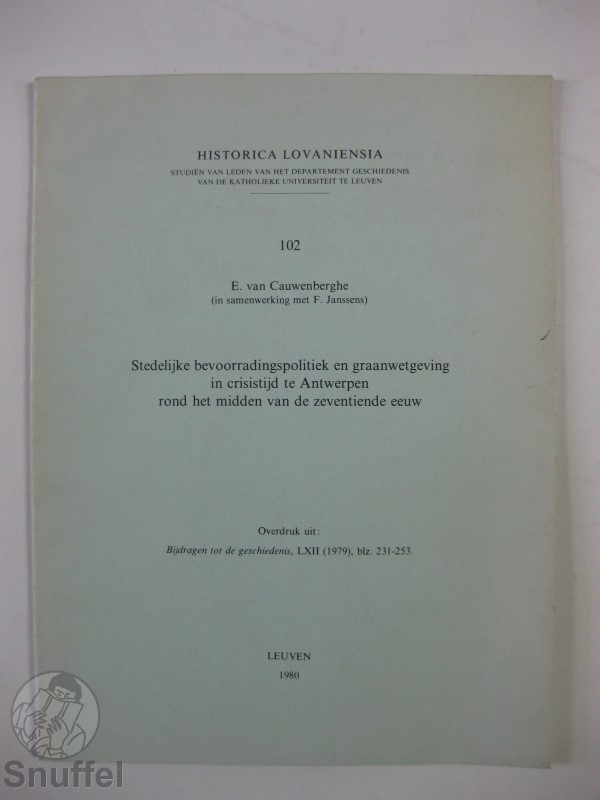 HISTORICA LOVANIENSIA
STUDIËN VAN LEDEN VAN HET DEPARTEMENT GESCHIEDENIS
VAN DE KATHOLIEKE UNIVERSITEIT TE LEUVEN
102
E. van Cauwenberghe
(in samenwerking met F. Janssens)
Stedelijke bevoorradingspolitiek en graanwetgeving
in crisistijd te Antwerpen
rond het midden van de zeventiende eeuw
Overdruk uit:
Bijdragen tot de geschiedenis, LXII (1979), blz. 231-253.
LEUVEN
1980
Snuffel